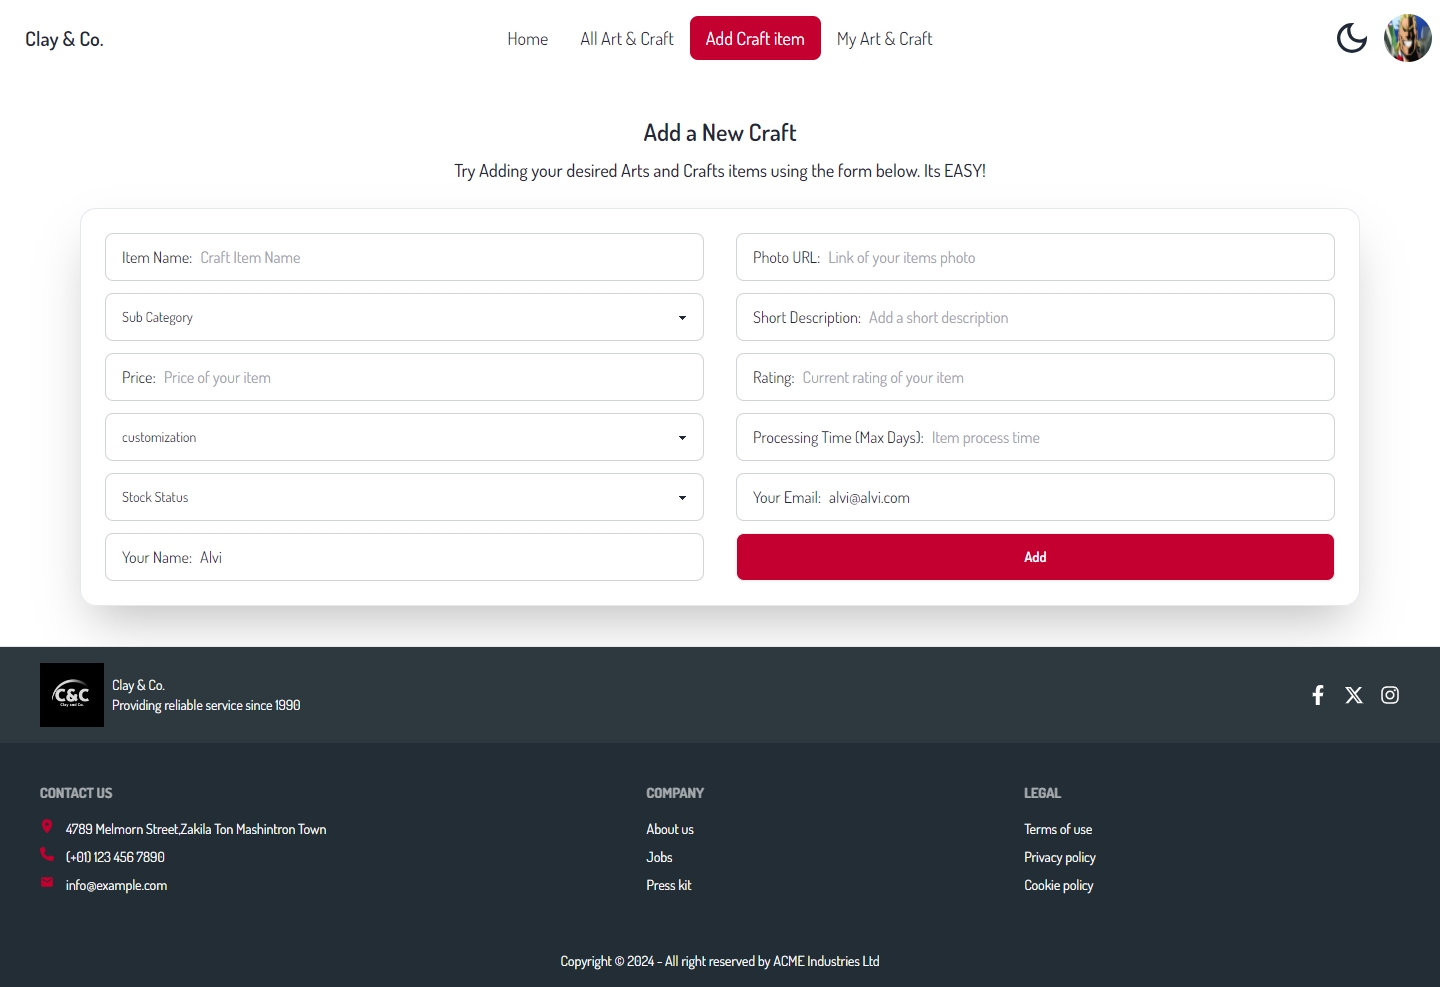 Clay & Co.
Home
All Art & Craft
Add Craft item
My Art & Craft
Add a New Craft
Try Adding your desired Arts and Crafts items using the form below. Its EASY!
Item Name: Craft Item Name
Photo URL: Link of your items photo
Sub Category
Short Description: Add a short description
Price: Price of your item
Rating: Current rating of your item
customization
Processing Time (Max Days): Item process time
Stock Status
Your Email: alvi@alvi.com
Your Name: Alvi
Add
C&C
Clay and Co.
Clay & Co.
Providing reliable service since 1990
CONTACT US
4789 Melmorn Street,Zakila Ton Mashintron Town
(+01) 123 456 7890
info@example.com
COMPANY
About us
Jobs
Press kit
LEGAL
Terms of use
Privacy policy
Cookie policy
Copyright © 2024 - All right reserved by ACME Industries Ltd